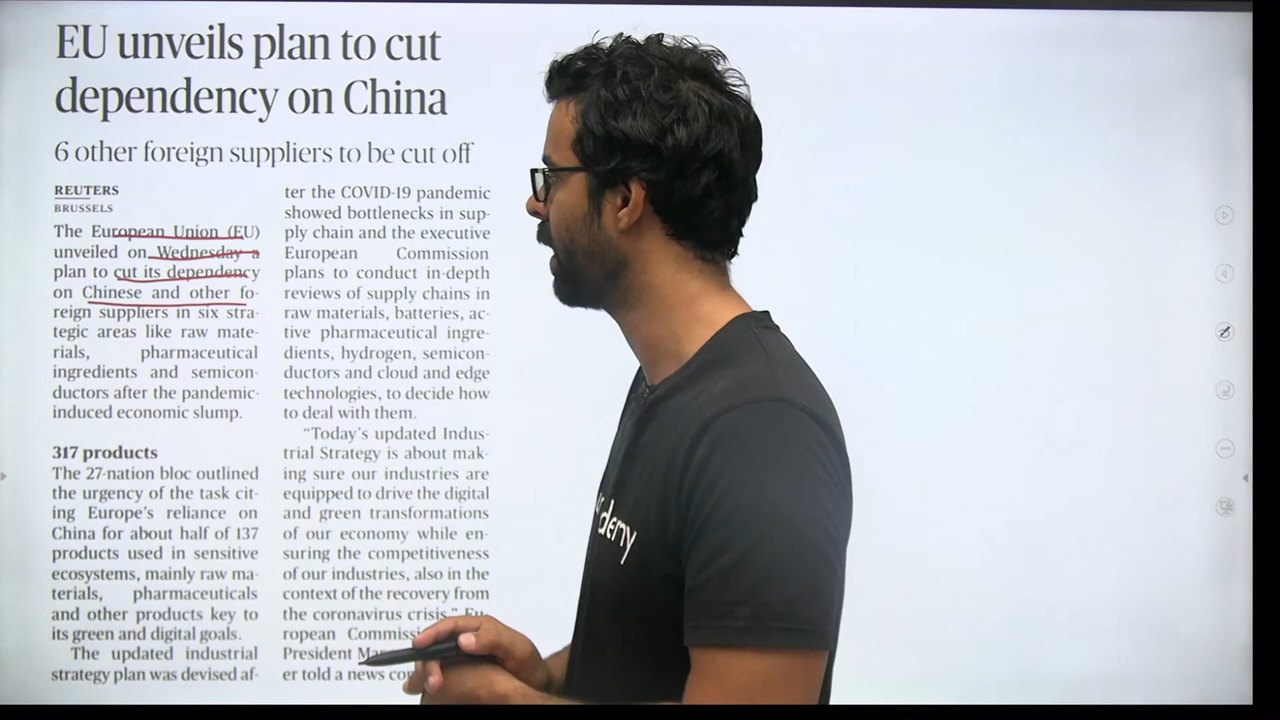 EU unveils plan to cut
dependency on China
6 other foreign suppliers to be cut off
REUTERS
BRUSSELS
The European Union (EU)
unveiled on Wednesday a
plan to cut its dependency
on Chinese and other fo-
reign suppliers in six stra-
tegic areas like raw mate-
rials, pharmaceutical
ingredients and semicon-
ductors after the pandemic-
induced economic slump.
317 products
The 27-nation bloc outlined
the urgency of the task cit-
ing Europe's reliance on
China for about half of 137
products used in sensitive
ecosystems, mainly raw ma-
terials, pharmaceuticals
and other products key to
its green and digital goals.
The updated industrial
strategy plan was devised af-
ter the COVID-19 pandemic
showed bottlenecks in sup-
ply chain and the executive
European Commission
plans to conduct in-depth
reviews of supply chains in
raw materials, batteries, ac-
tive pharmaceutical ingre-
dients, hydrogen, semicon-
ductors and cloud and edge
technologies, to decide how
to deal with them.
"Today's updated Indus-
trial Strategy is about mak-
ing sure our industries are
equipped to drive the digital
and green transformations
of our economy while en-
suring the competitiveness
of our industries, also in the
context of the recovery from
the coronavirus crisis," Eu-
ropean
President
er told a news
demy